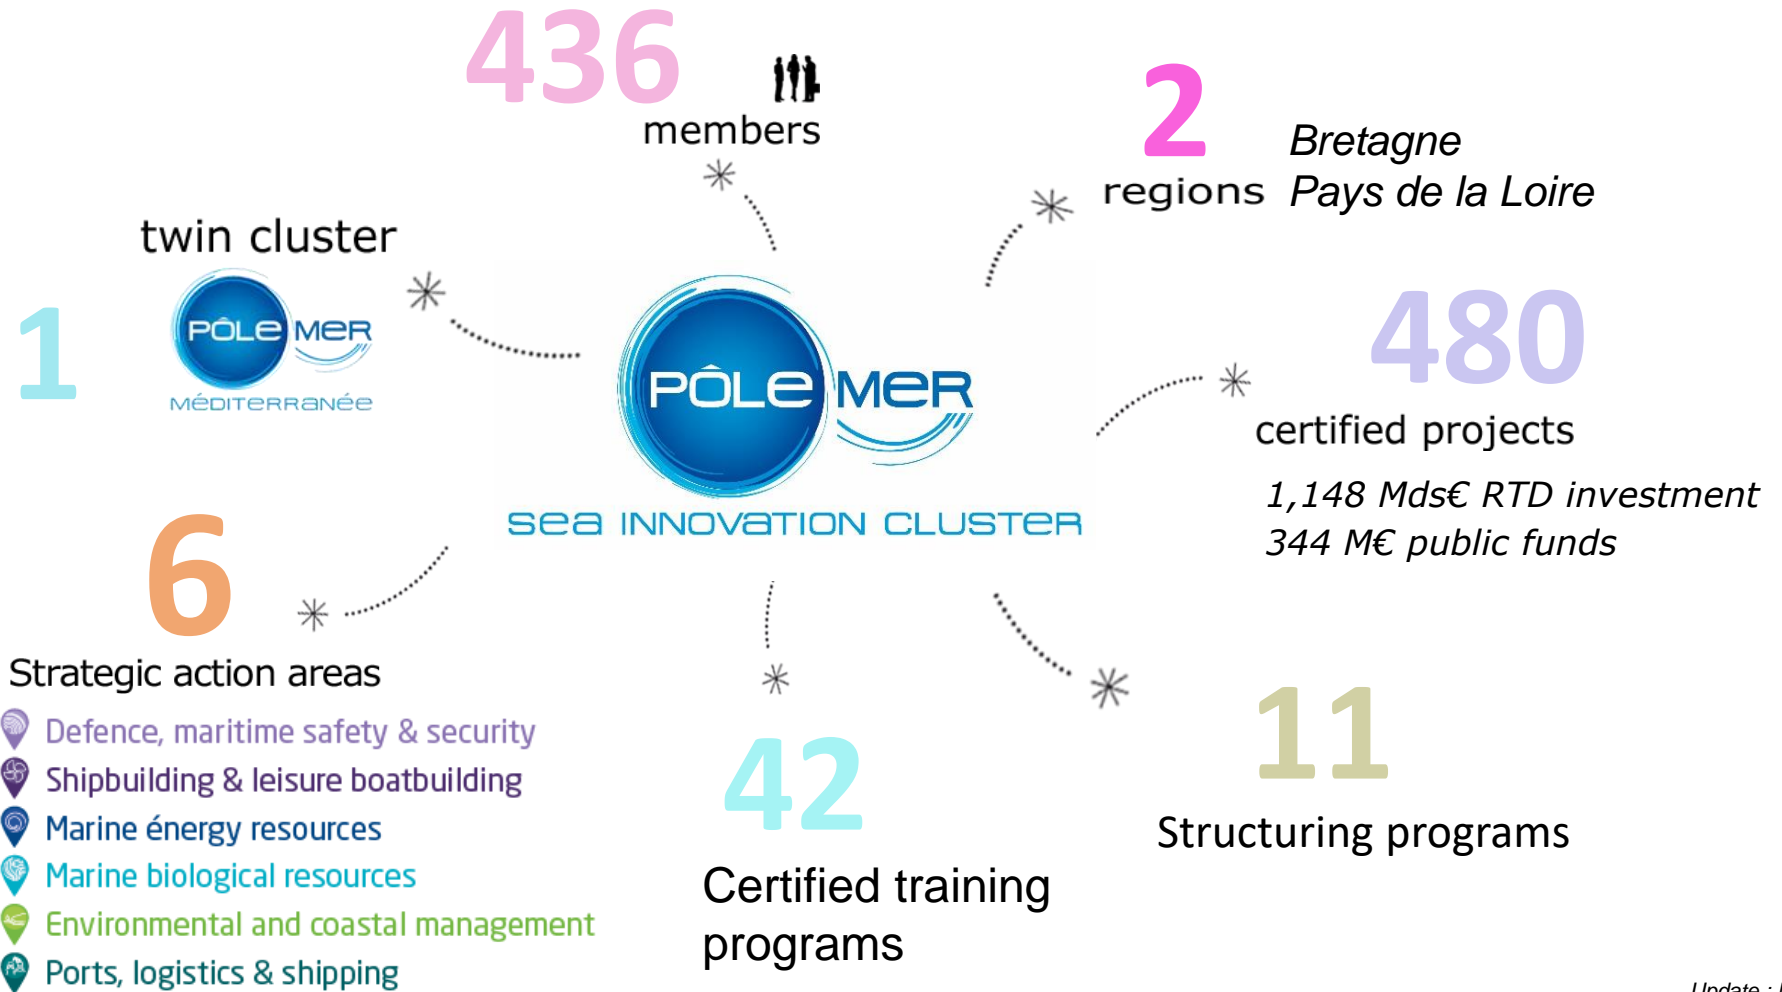 436
members
2
regions
Bretagne
Pays de la Loire
twin cluster
1
PÔLE MER
MÉDITERRANÉE
PÔLE MER
SEA INNOVATION CLUSTER
480
certified projects
1,148 Mds€ RTD investment
344 M€ public funds
6
Strategic action areas
Defence, maritime safety & security
Shipbuilding & leisure boatbuilding
Marine énergy resources
Marine biological resources
Environmental and coastal management
Ports, logistics & shipping
42
Certified training
programs
11
Structuring programs
Update :